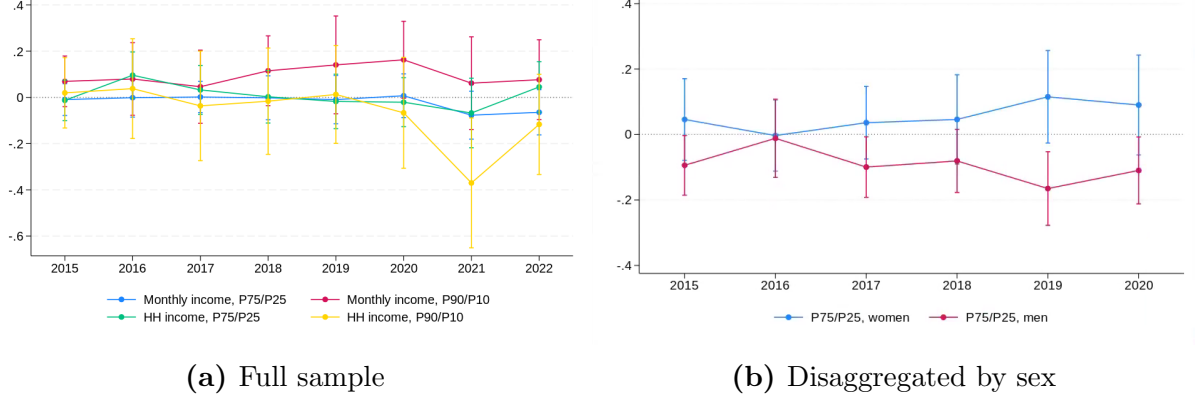 .4
.2
0
-.2
-.4
-.6
2015 2016 2017 2018 2019 2020 2021 2022
Monthly income, P75/P25 Monthly income, P90/P10
HH income, P75/P25 HH income, P90/P10
(a) Full sample
.4
.2
0
-.2
-.4
2015 2016 2017 2018 2019 2020
P75/P25, women P75/P25, men
(b) Disaggregated by sex